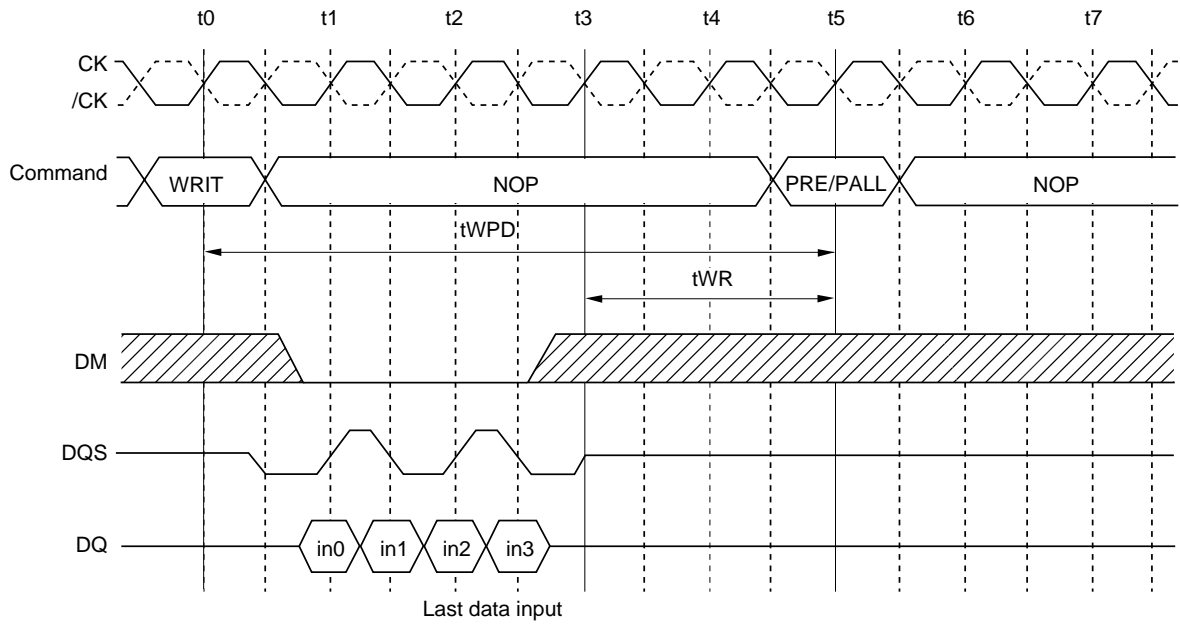 t0 t1 t2 t3 t4 t5 t6 t7
CK
/CK
Command WRIT NOP PRE/PALL NOP
tWPD
tWR
DM
DQS
DQ in0 in1 in2 in3
Last data input